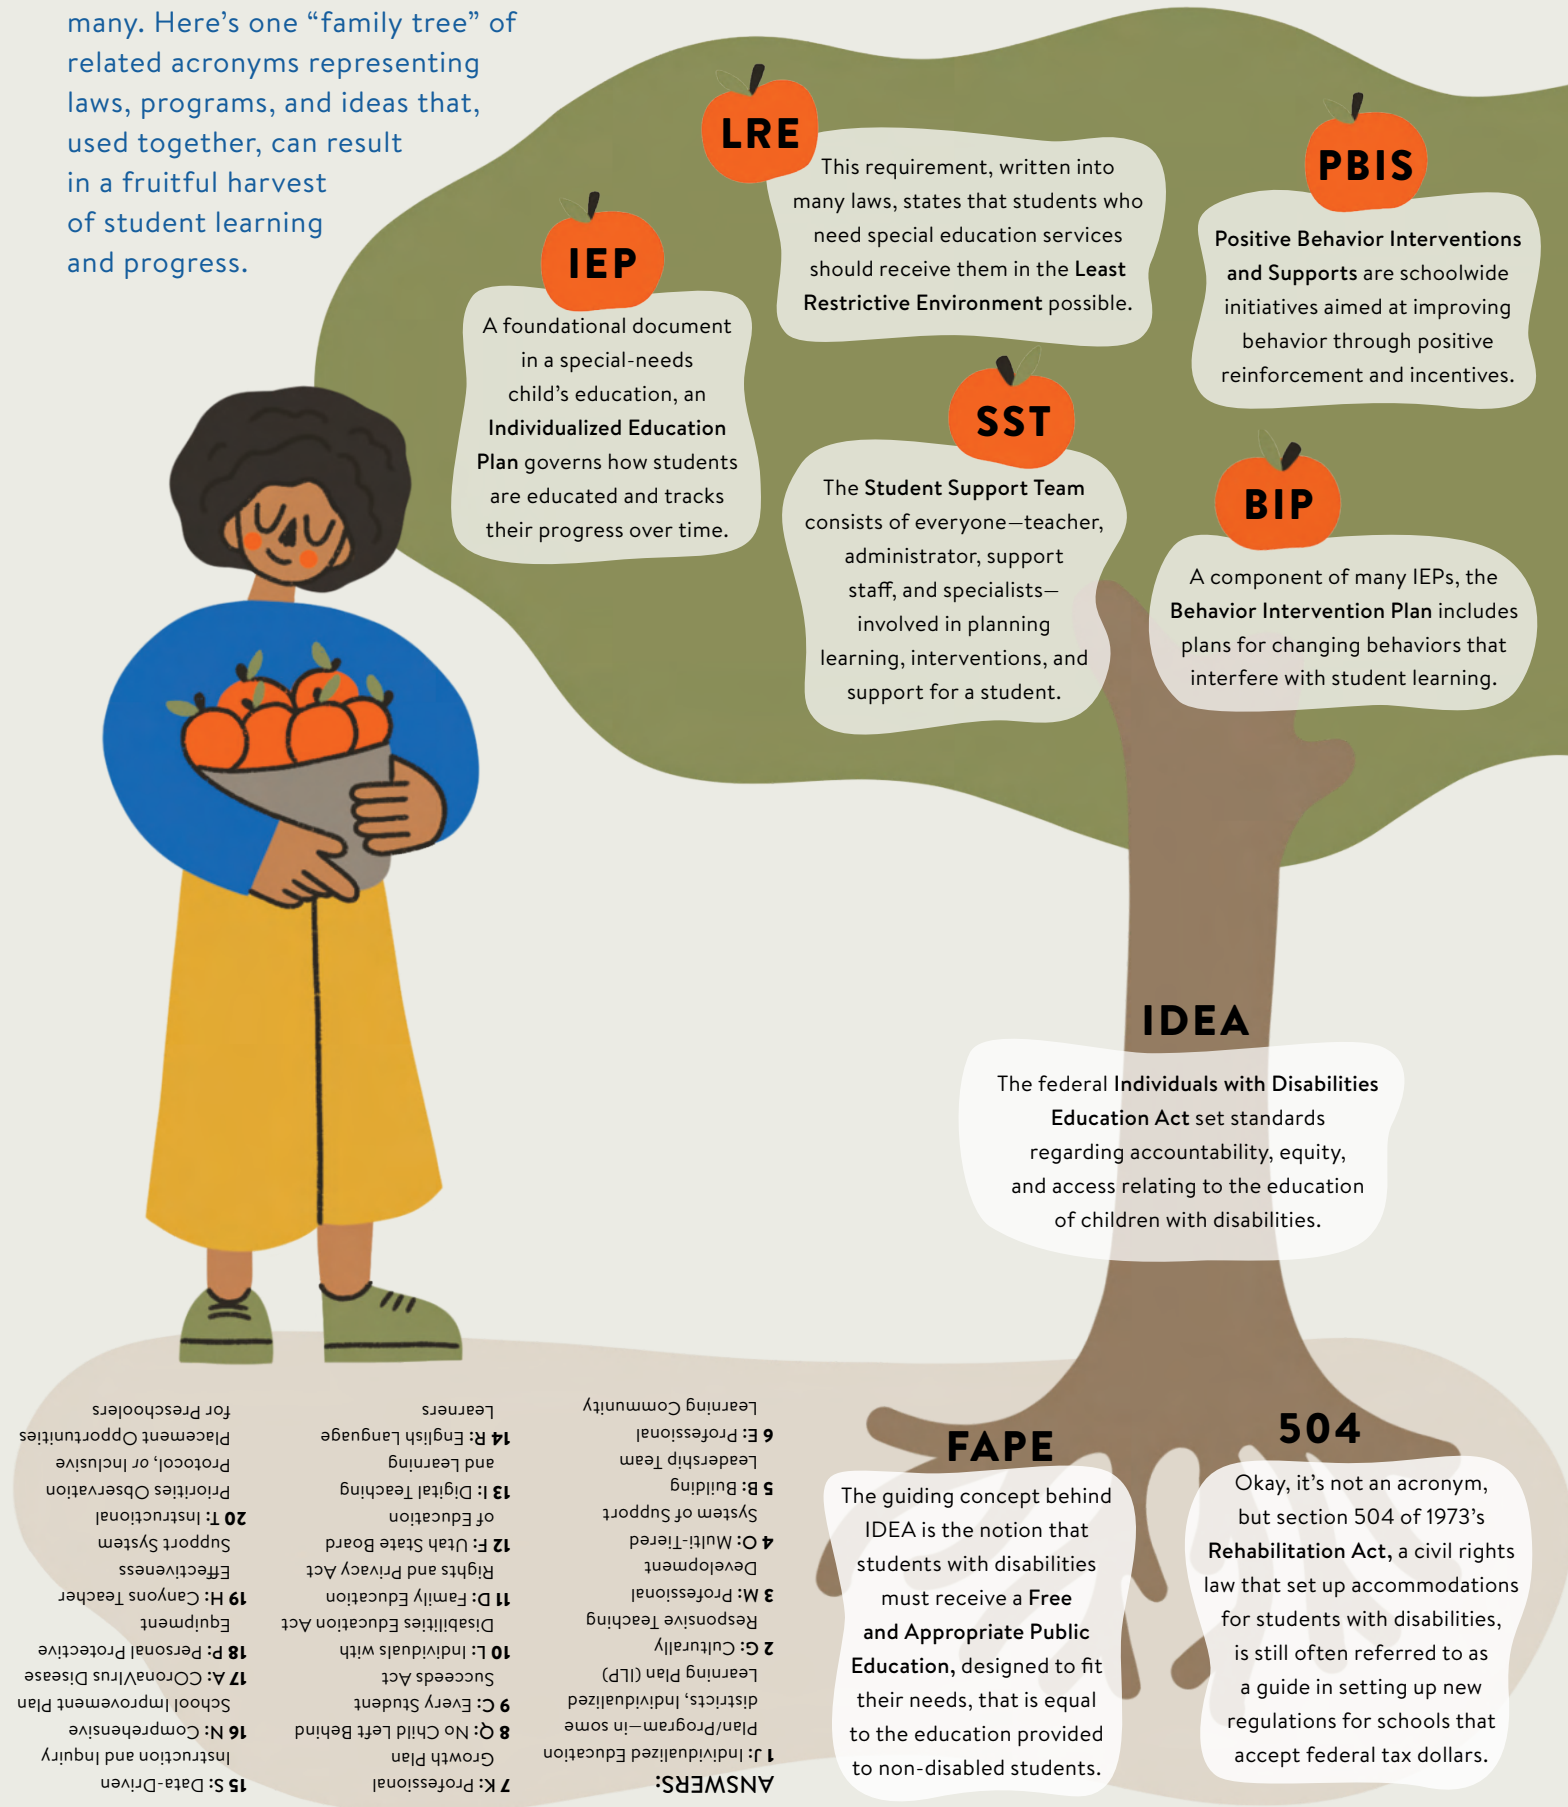 many. Here’s one “family tree” of
related acronyms representing
laws, programs, and ideas that,
used together, can result
in a fruitful harvest
of student learning
and progress.
LRE
This requirement, written into
many laws, states that students who
need special education services
should receive them in the Least
Restrictive Environment possible.
PBIS
Positive Behavior Interventions
and Supports are schoolwide
initiatives aimed at improving
behavior through positive
reinforcement and incentives.
IEP
A foundational document
in a special-needs
child’s education, an
Individualized Education
Plan governs how students
are educated and tracks
their progress over time.
SST
The Student Support Team
consists of everyone—teacher,
administrator, support
staff, and specialists—
involved in planning
learning, interventions, and
support for a student.
BIP
A component of many IEPs, the
Behavior Intervention Plan includes
plans for changing behaviors that
interfere with student learning.
IDEA
The federal Individuals with Disabilities
Education Act set standards
regarding accountability, equity,
and access relating to the education
of children with disabilities.
FAPE
The guiding concept behind
IDEA is the notion that
students with disabilities
must receive a Free
and Appropriate Public
Education, designed to fit
their needs, that is equal
to the education provided
to non-disabled students.
504
Okay, it’s not an acronym,
but section 504 of 1973’s
Rehabilitation Act, a civil rights
law that set up accommodations
for students with disabilities,
is still often referred to as
a guide in setting up new
regulations for schools that
accept federal tax dollars.
ANSWERS:
1 J: Individualized Education
Plan/Program—in some
districts, Individualized
Learning Plan (ILP)
2 G: Culturally
Responsive Teaching
3 M: Professional
Development
4 O: Multi-Tiered
System of Support
5 B: Building
Leadership Team
6 E: Professional
Learning Community
7 K: Professional
Growth Plan
8 Q: No Child Left Behind
9 C: Every Student
Succeeds Act
10 L: Individuals with
Disabilities Education Act
11 D: Family Education
Rights and Privacy Act
12 F: Utah State Board
of Education
13 I: Digital Teaching
and Learning
14 R: English Language
Learners
15 S: Data-Driven
Instruction and Inquiry
16 N: Comprehensive
School Improvement Plan
17 A: COronaVIrus Disease
18 P: Personal Protective
Equipment
19 H: Canyons Teacher
Effectiveness
Support System
20 T: Instructional
Priorities Observation
Protocol, or Inclusive
Placement Opportunities
for Preschoolers